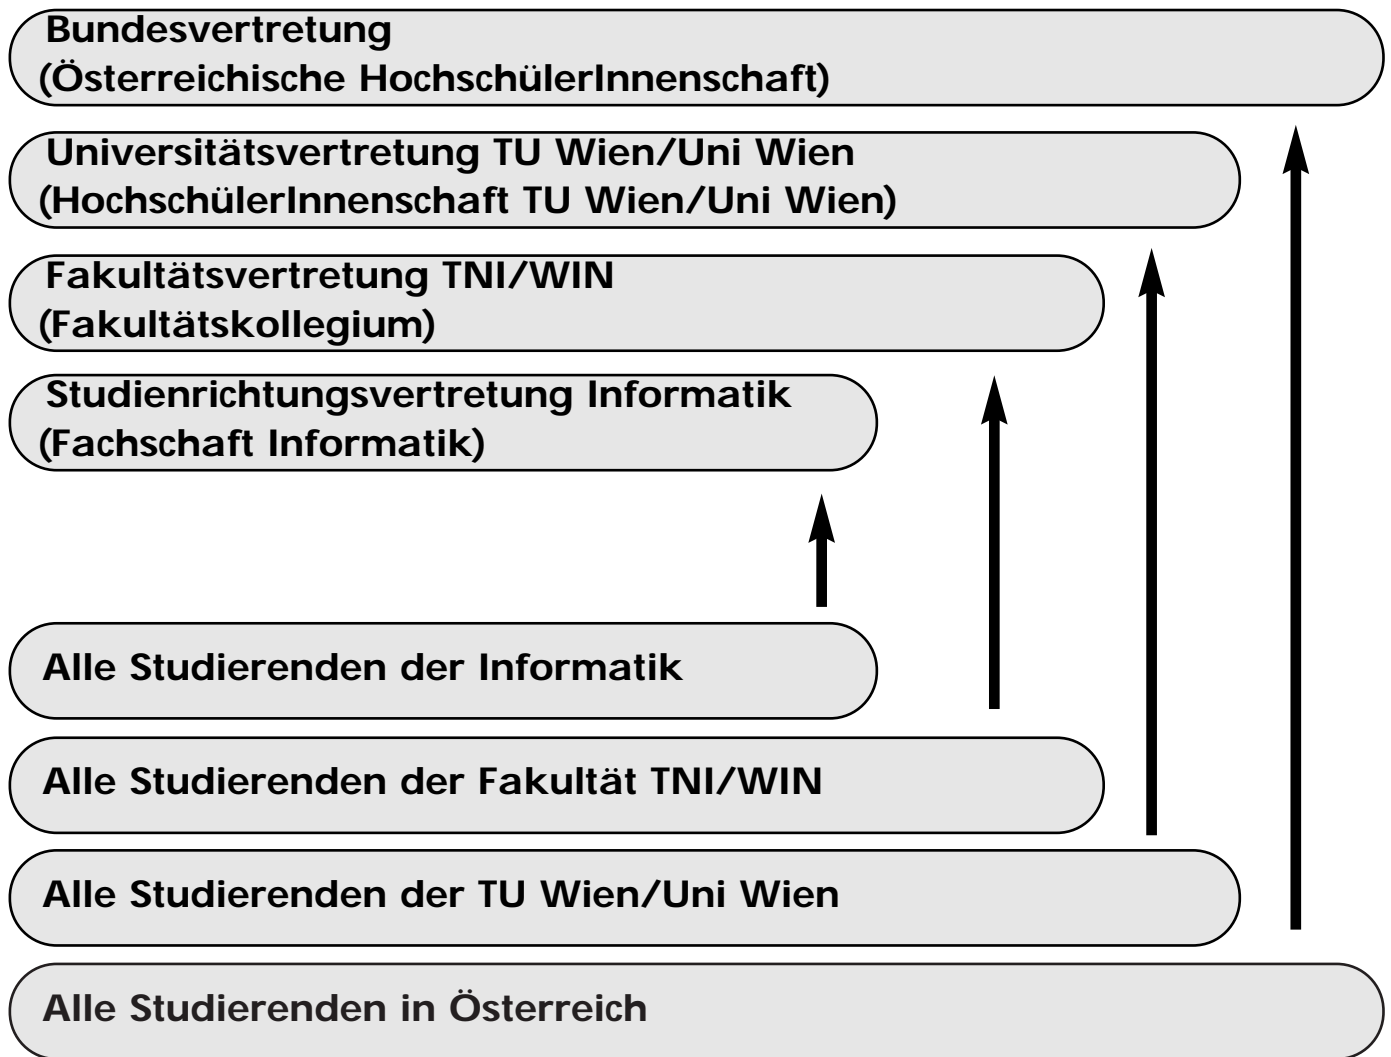 Bundesvertretung
(Österreichische HochschülerInnenschaft)
Universitätsvertretung TU Wien/Uni Wien
(HochschülerInnenschaft TU Wien/Uni Wien)
Fakultätsvertretung TNI/WIN
(Fakultätskollegium)
Studienrichtungsvertretung Informatik
(Fachschaft Informatik)
Alle Studierenden der Informatik
Alle Studierenden der Fakultät TNI/WIN
Alle Studierenden der TU Wien/Uni Wien
Alle Studierenden in Österreich